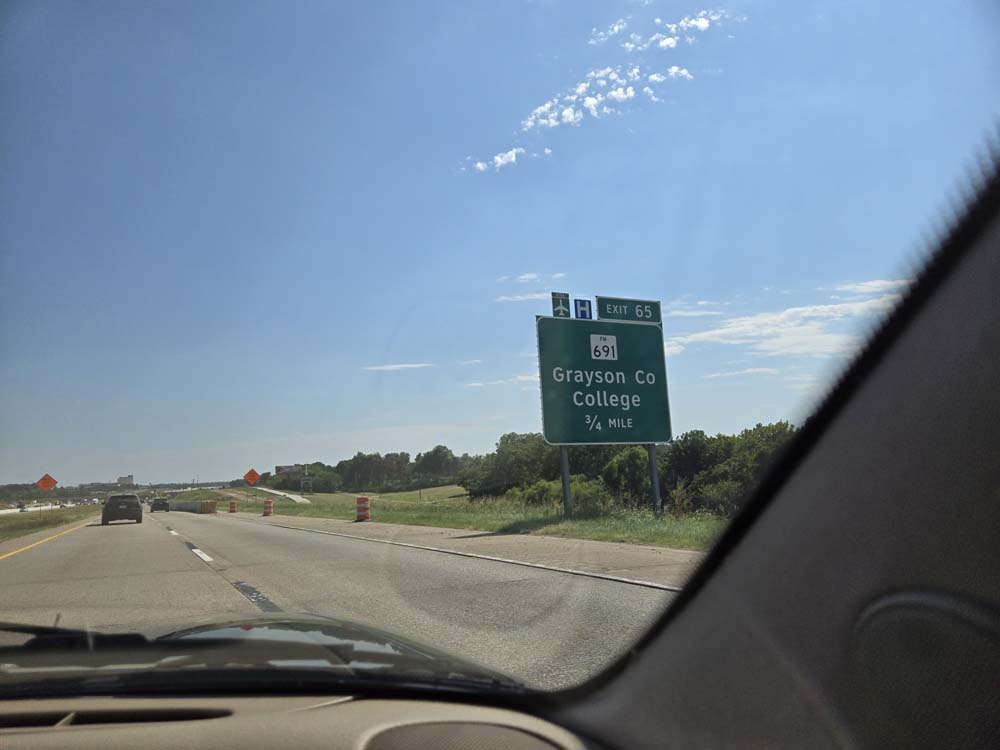 H
EXIT 65
FM
691
Grayson Co
College
3/4 MILE